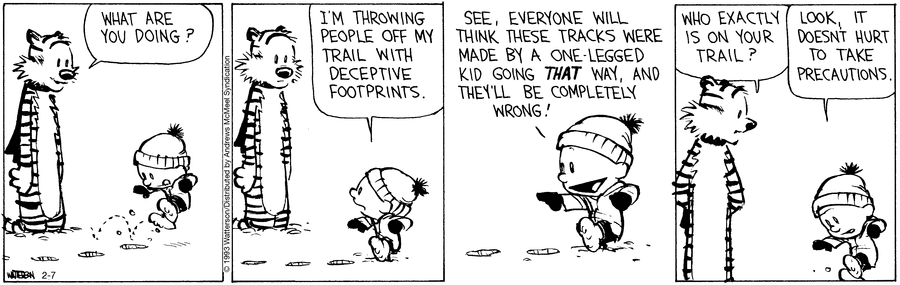 WHAT ARE
YOU DOING?
WATTERSON 2-7
© 1993 Watterson/Distributed by Andrews McMeel Syndication
I'M THROWING
PEOPLE OFF MY
TRAIL WITH
DECEPTIVE
FOOTPRINTS.
SEE, EVERYONE WILL
THINK THESE TRACKS WERE
MADE BY A ONE-LEGGED
KID GOING THAT WAY, AND
THEY'LL BE COMPLETELY
WRONG!
WHO EXACTLY
IS ON YOUR
TRAIL?
LOOK, IT
DOESN'T HURT
TO TAKE
PRECAUTIONS.